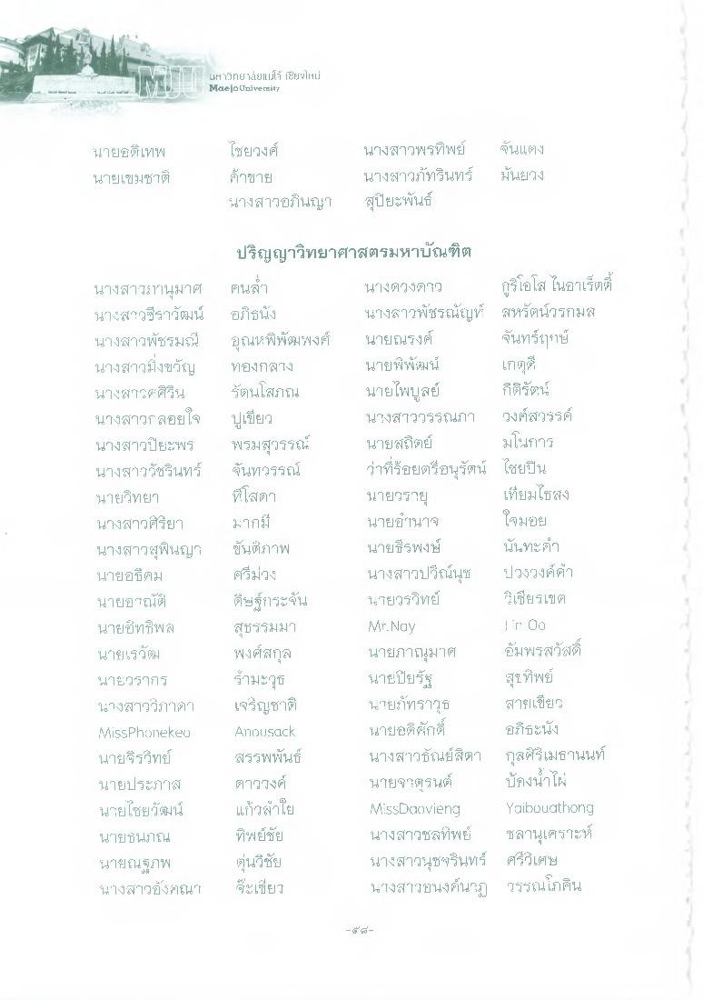 MJU มหาวิทยาลัยแม่โจ้ เชียงใหม่
Maejo University
นายอดิเทพ ไชยวงศ์ นางสาวพรทิพย์ จันแดง
นายเขมชาติ ค้าขาย นางสาวภัทรินทร์ มั่นยวง
นางสาวอภินญา สุปิยะพันธ์
ปริญญาวิทยาศาสตรมหาบัณฑิต
นางสาวภานุมาศ คนล่ำ นางดวงดาว กูริโอโส ไนอาเร็ตตี้
นางสาวชีราวัฒน์ อภิธนัง นางสาวพัชรณัญท์ สหรัตน์วรกมส
นางสาวพัชรมณี อุณหพิพัฒพงศ์ นายณรงค์ จันทร์ฤกษ์
นางสาวมิ่งขวัญ ทองกลาง นายพิพัฒน์ เกตุดี
นางสาวศศิริน รัตนโสภณ นายไพบูลย์ กิติรัตน์
นางสาวกลอยใจ ปูเขียว นางสาววรรณภา วงค์สวรรค์
นางสาวปิยะพร พรมสุวรรณ์ นายสถิตย์ มโนการ
นางสาววัชรินทร์ จันทวรรณ์ ว่าที่ร้อยตรีอนุรัตน์ ไชยปิน
นายวิทยา ทีโสดา นายวรายุ เทียมไธสง
นางสาวศิริยา มากมี นายอำนาจ ใจมอย
นางสาวสุพินญา ขันติภาพ นายธีรพงษ์ นันทะคำ
นายอธิคม ศรีม่วง นางสาวปวีณ์นุช ปวงวงค์คำ
นายอาณัติ ดิษฐ์กระจัน นายวรวิทย์ วิเชียรเขต
นายอิทธิพล สุธรรมมา Mr.Nay Lin Oo
นายเรวัฒ พงศ์สกุล นายภาณุมาศ อัมพรสวัสดิ์
นายวรากร รำมะวุธ นายปิยรัฐ สุขทิพย์
นางสาววิภาดา เจริญชาติ นายภัทราวุธ สายเขียว
MissPhonekeo Anousack นายอดิศักดิ์ อภิธะนัง
นายจิรวิทย์ สรรพพันธ์ นางสาวธัณย์สิตา กุลศิริเมธานนท์
นายประภาส ดาววงศ์ นายจาตุรนต์ บัดงน้ำไผ่
นายไชยวัฒน์ แก้วลำใย MissDaovieng Yaibouathong
นายธนภณ ทิพย์ชัย นางสาวชลทิพย์ ชลานุเคราะห์
นายณฐภพ ตุ่นวิชัย นางสาวนุชจรินทร์ ศรีวิเศษ
นางสาวอังคณา จ๊ะเขียว นางสาวอนงค์นาฏ วรรณโภคิน
-๕๘-